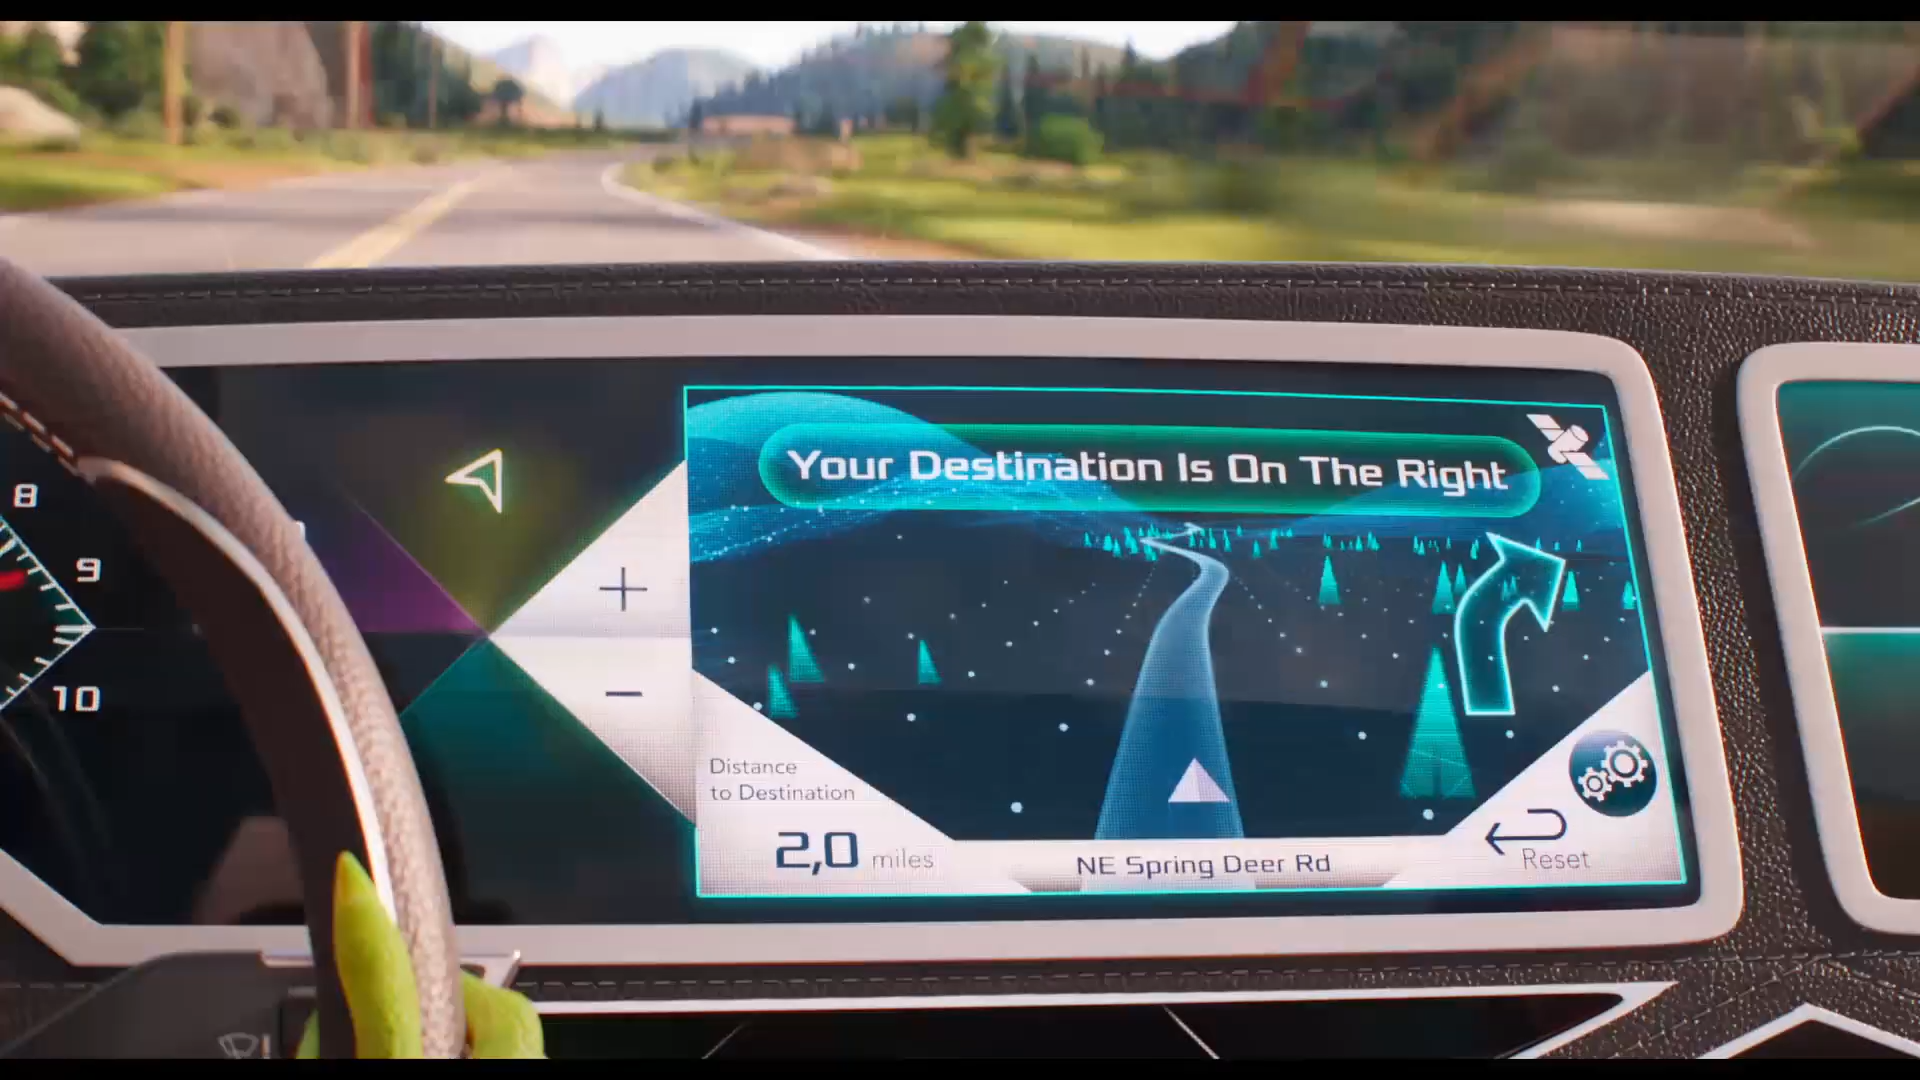 8
9
10
+
−
Your Destination Is On The Right
Distance
to Destination
2,0 miles
NE Spring Deer Rd
Reset